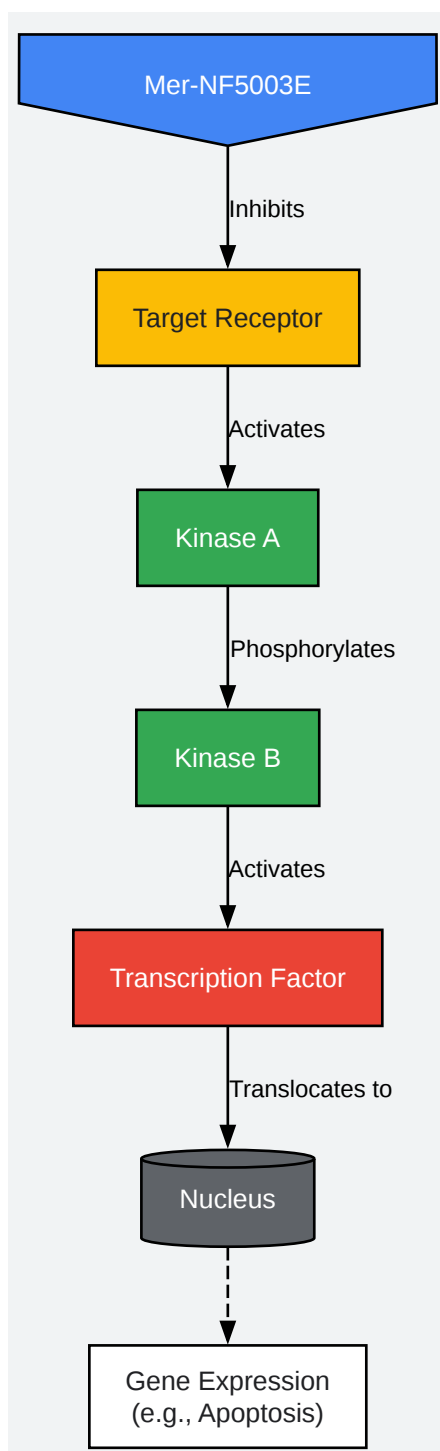 Mer-NF5003E
Inhibits
Target Receptor
Activates
Kinase A
Phosphorylates
Kinase B
Activates
Transcription Factor
Translocates to
Nucleus
Gene Expression
(e.g., Apoptosis)